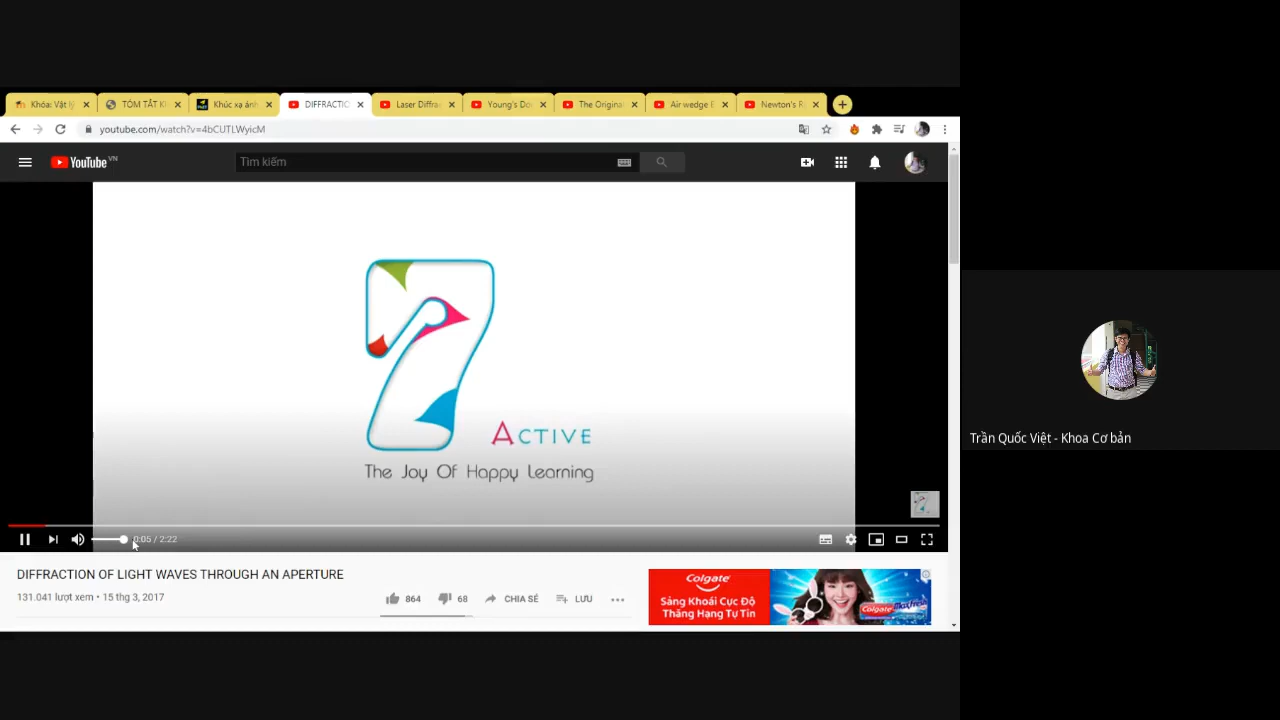 Khóa: Vật lý
TÓM TẮT KI
Khúc xạ ánh
DIFFRACTIO
Laser Diffra
Young's Do
The Original
Air wedge E
Newton's R
youtube.com/watch?v=4bCUTLWyicM
YouTube VN
Tìm kiếm
ACTIVE
The Joy Of Happy Learning
0:05 / 2:22
DIFFRACTION OF LIGHT WAVES THROUGH AN APERTURE
131.041 lượt xem • 15 thg 3, 2017
864
68
CHIA SẺ
LƯU
Colgate
Sảng Khoái Cực Độ
Thăng Hạng Tự Tin
Trần Quốc Việt - Khoa Cơ bản